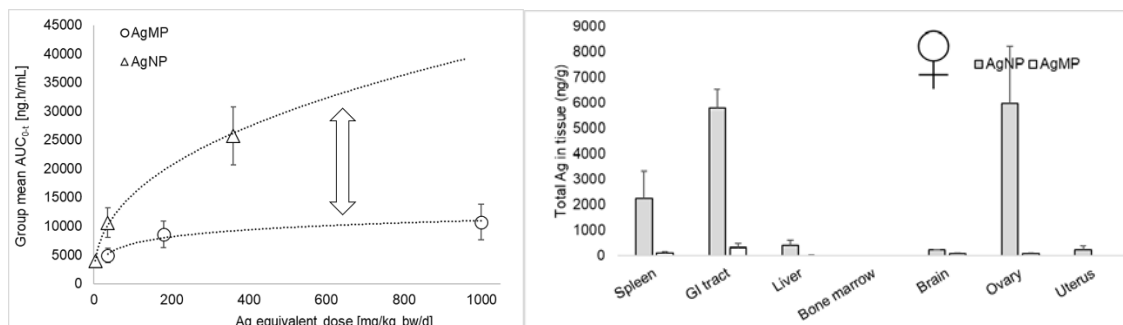 45000
40000
35000
30000
25000
20000
15000
10000
5000
0
AgMP
AgNP
Group mean AUC0-t [ng.h/mL]
0
200
400
600
800
1000
Ag equivalent dose [mg/kg bw/d]
9000
8000
7000
6000
5000
4000
3000
2000
1000
0
Total Ag in tissue (ng/g)
AgNP
AgMP
Spleen
GI tract
Liver
Bone marrow
Brain
Ovary
Uterus